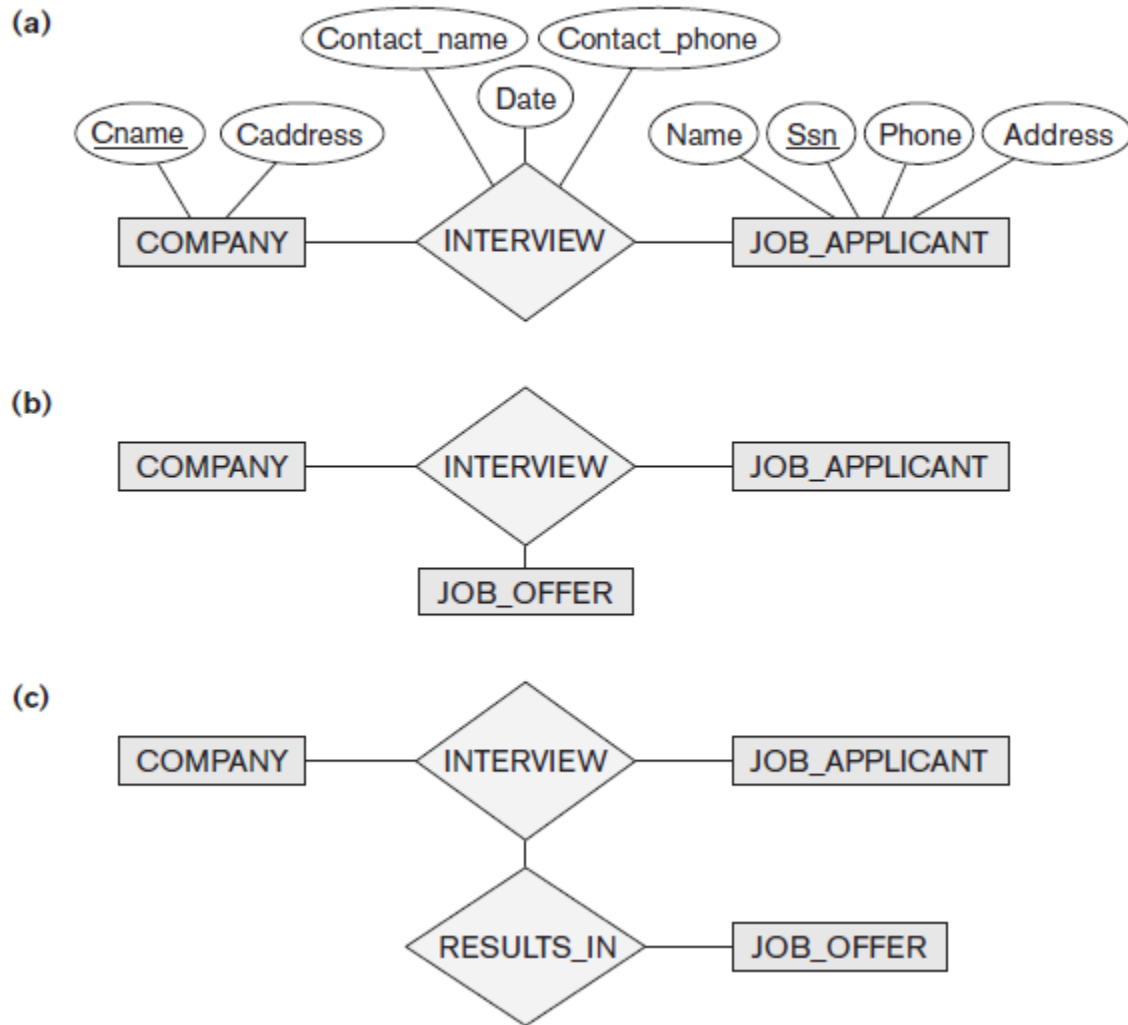 (a)
Contact_name Contact_phone
Date
Cname Caddress Name Ssn Phone Address
COMPANY INTERVIEW JOB_APPLICANT
(b)
COMPANY INTERVIEW JOB_APPLICANT
JOB_OFFER
(c)
COMPANY INTERVIEW JOB_APPLICANT
RESULTS_IN JOB_OFFER